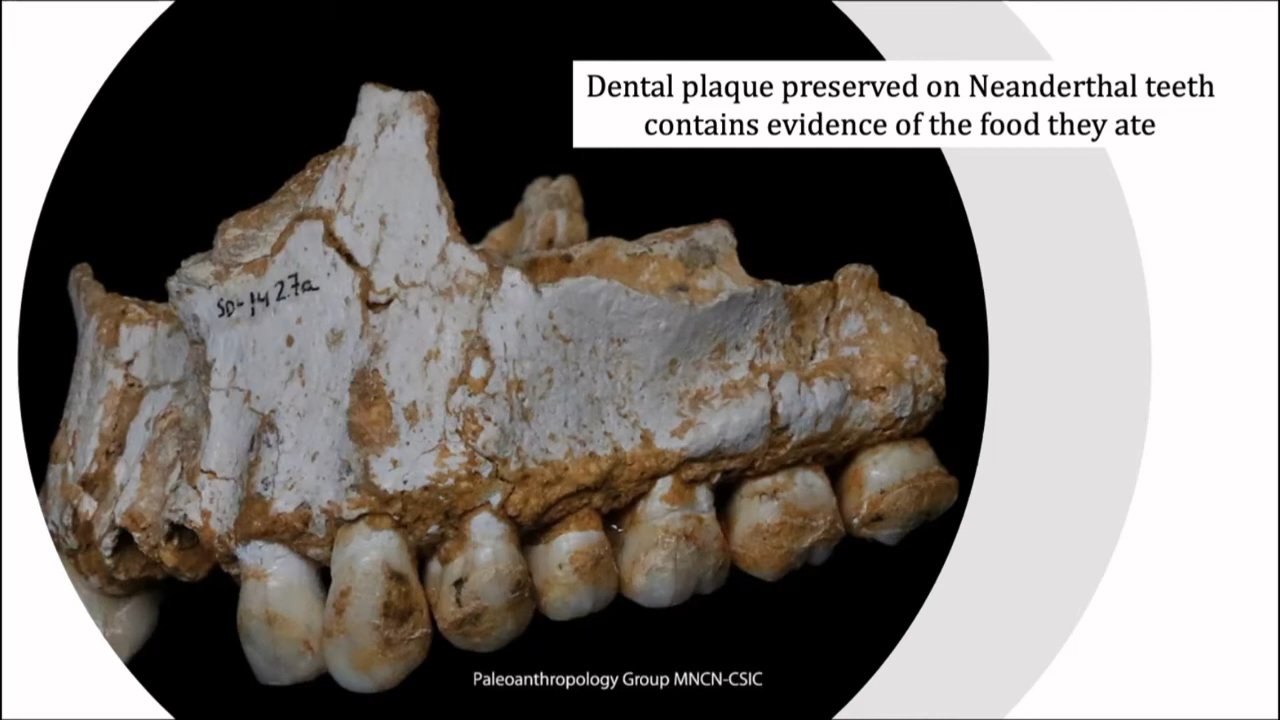 Dental plaque preserved on Neanderthal teeth
contains evidence of the food they ate
SD-1427a
Paleoanthropology Group MNCN-CSIC